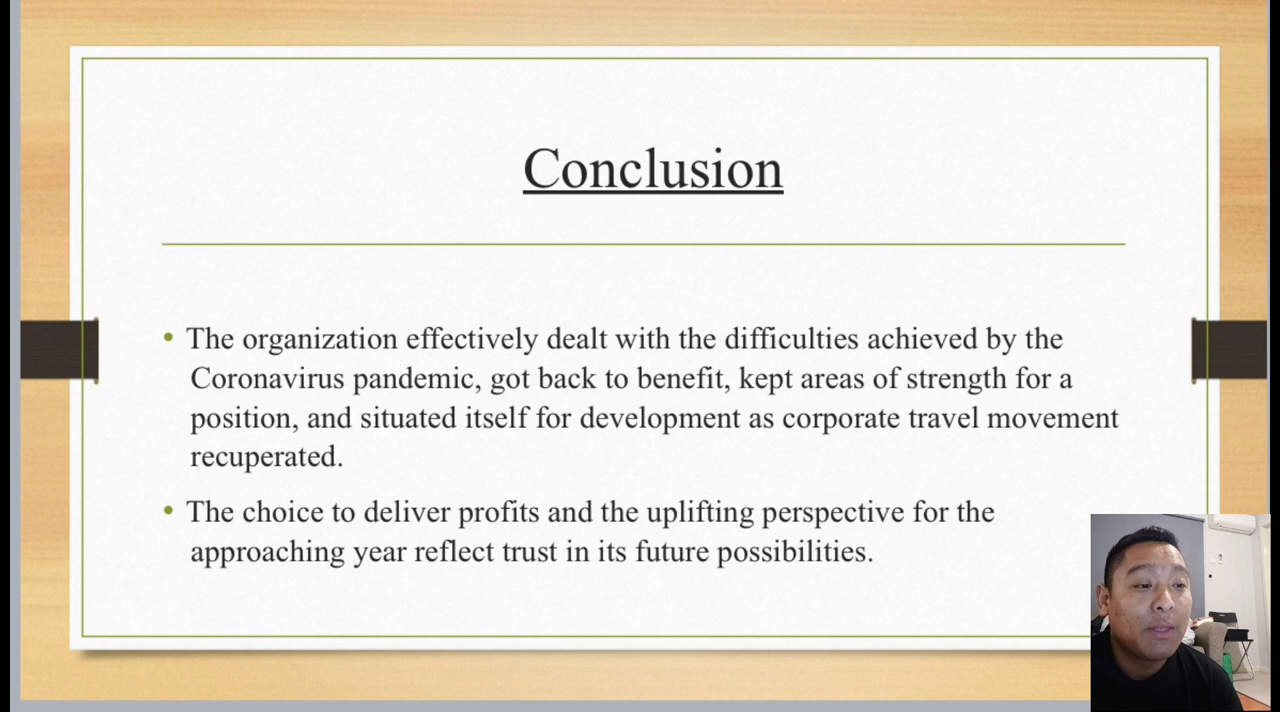 Conclusion
• The organization effectively dealt with the difficulties achieved by the
Coronavirus pandemic, got back to benefit, kept areas of strength for a
position, and situated itself for development as corporate travel movement
recuperated.
• The choice to deliver profits and the uplifting perspective for the
approaching year reflect trust in its future possibilities.